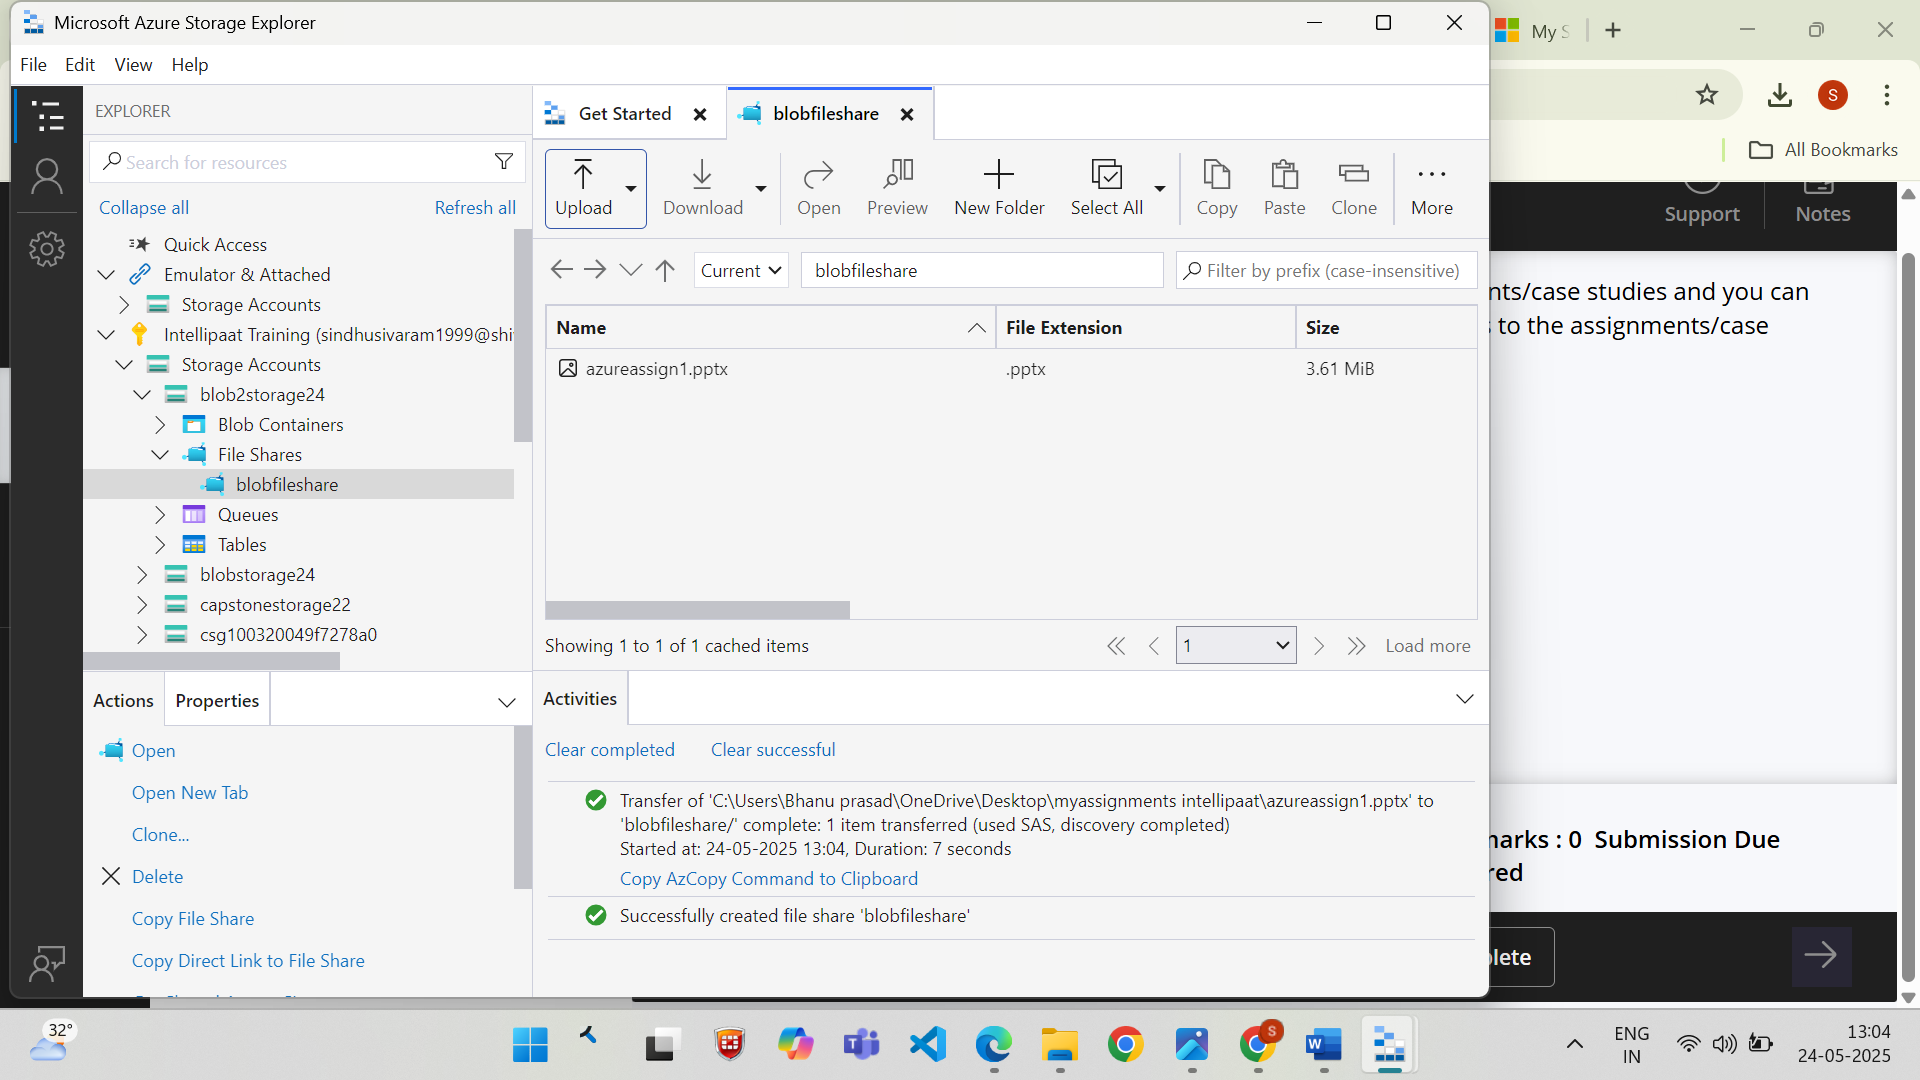 Microsoft Azure Storage Explorer
My S
File Edit View Help
EXPLORER
Get Started
blobfileshare
S
All Bookmarks
Search for resources
Collapse all
Refresh all
Upload
Download
Open
Preview
New Folder
Select All
Copy
Paste
Clone
More
Support
Notes
Quick Access
Emulator & Attached
Storage Accounts
Intellipaat Training (sindhusivaram1999@shi
Storage Accounts
blob2storage24
Blob Containers
File Shares
blobfileshare
Queues
Tables
blobstorage24
capstonestorage22
csg100320049f7278a0
Current
blobfileshare
Filter by prefix (case-insensitive)
Name
File Extension
Size
azureassign1.pptx
.pptx
3.61 MiB
nts/case studies and you can
s to the assignments/case
Showing 1 to 1 of 1 cached items
1
Load more
Actions
Properties
Open
Open New Tab
Clone...
Delete
Copy File Share
Copy Direct Link to File Share
Activities
Clear completed
Clear successful
Transfer of 'C:\Users\Bhanu prasad\OneDrive\Desktop\myassignments intellipaat\azureassign1.pptx' to
'blobfileshare/' complete: 1 item transferred (used SAS, discovery completed)
Started at: 24-05-2025 13:04, Duration: 7 seconds
Copy AzCopy Command to Clipboard
Successfully created file share 'blobfileshare'
narks : 0 Submission Due
red
lete
32°
S
ENG
IN
13:04
24-05-2025